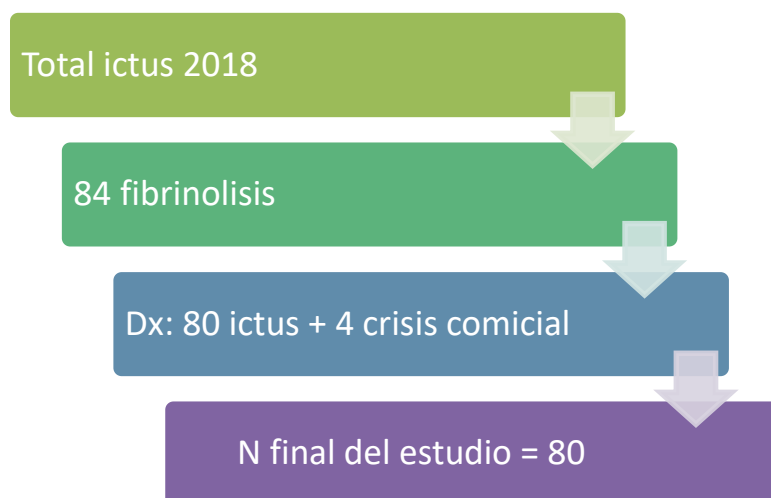 Total ictus 2018
84 fibrinolisis
Dx: 80 ictus + 4 crisis comicial
N final del estudio = 80